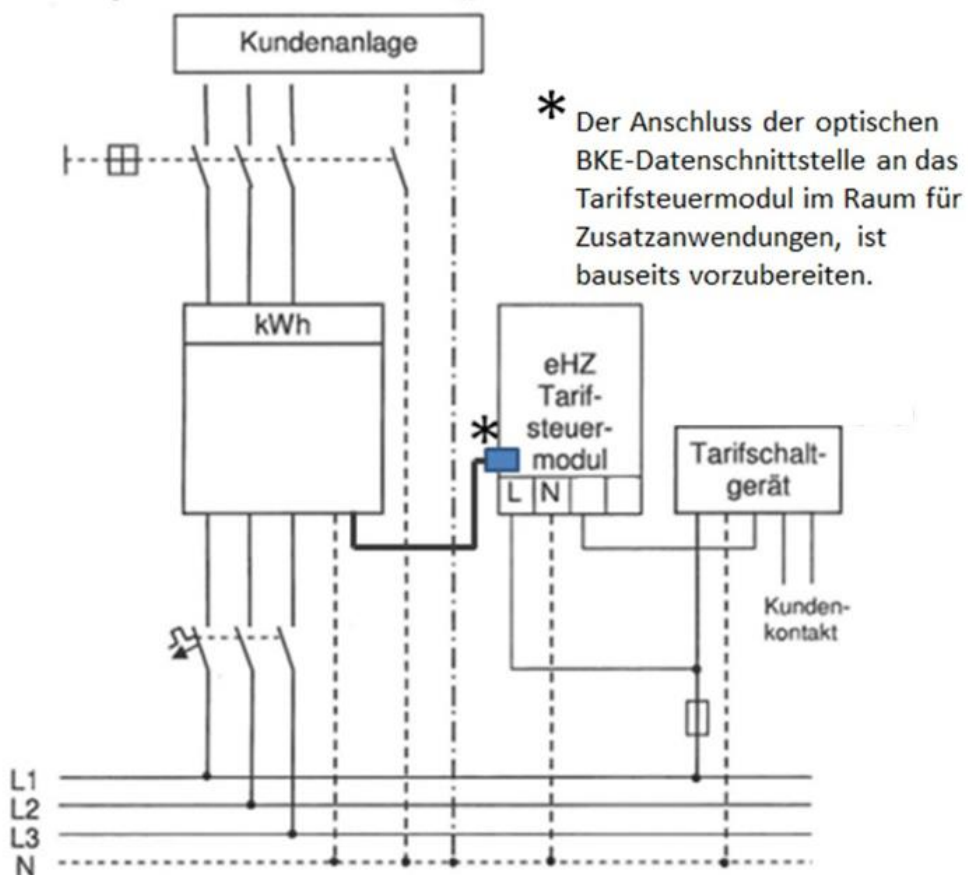 Kundenanlage
* Der Anschluss der optischen
BKE-Datenschnittstelle an das
Tarifsteuermodul im Raum für
Zusatzanwendungen, ist
bauseits vorzubereiten.
kWh
eHZ
Tarif-
steuer-
modul
*
L N
Tarifschalt-
gerät
Kunden-
kontakt
L1
L2
L3
N